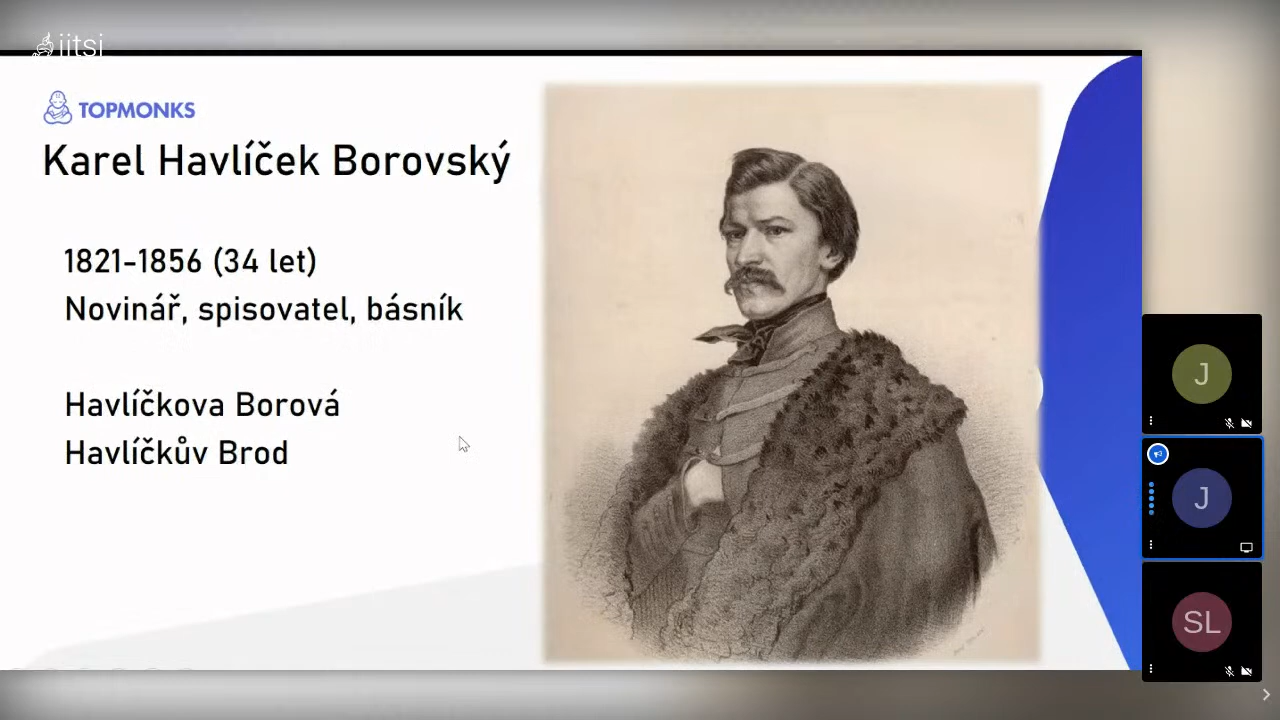 jitsi
TOPMONKS
Karel Havlíček Borovský
1821-1856 (34 let)
Novinář, spisovatel, básník
Havlíčkova Borová
Havlíčkův Brod
J
J
SL